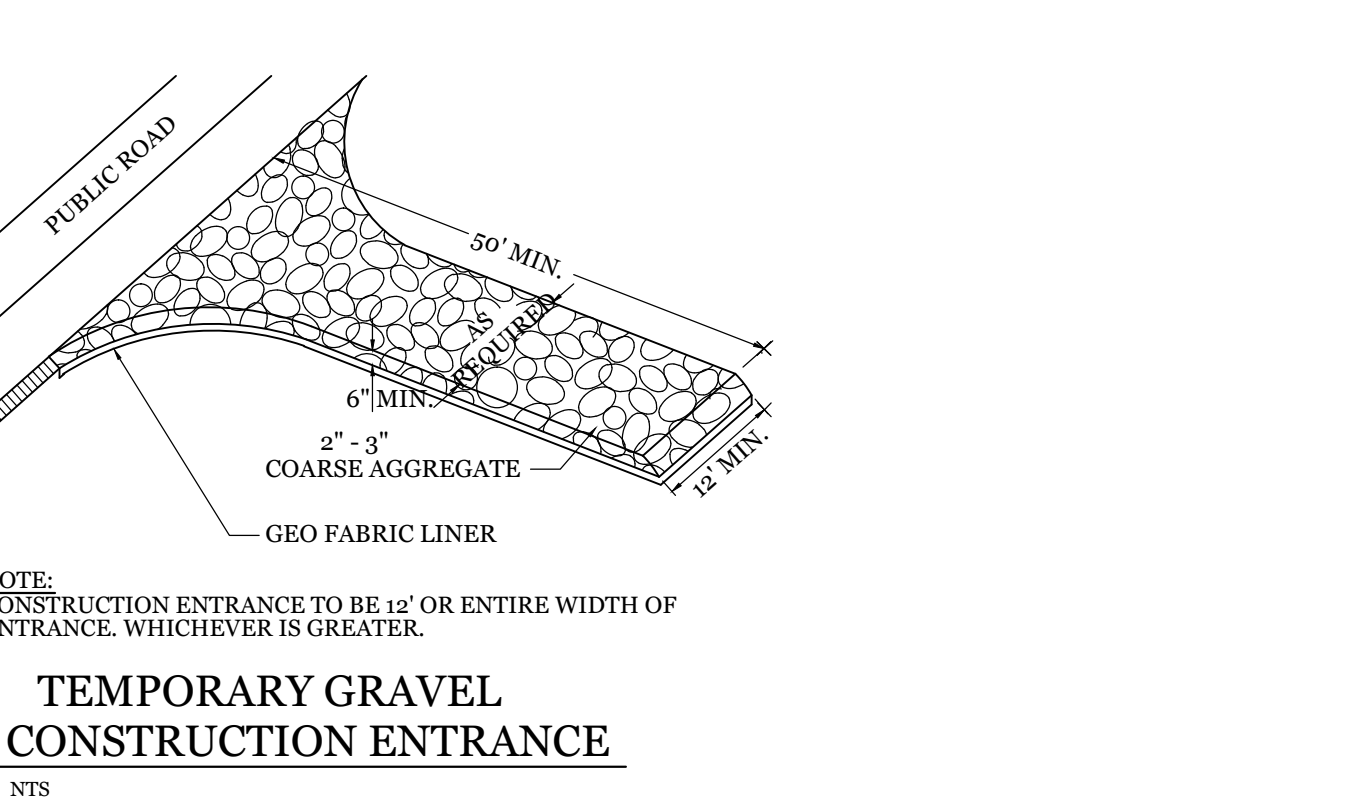 PUBLIC ROAD
50' MIN.
AS
REQUIRED
6" MIN.
12' MIN.
2" - 3"
COARSE AGGREGATE
GEO FABRIC LINER
OTE:
ONSTRUCTION ENTRANCE TO BE 12' OR ENTIRE WIDTH OF
NTRANCE. WHICHEVER IS GREATER.
TEMPORARY GRAVEL
CONSTRUCTION ENTRANCE
NTS